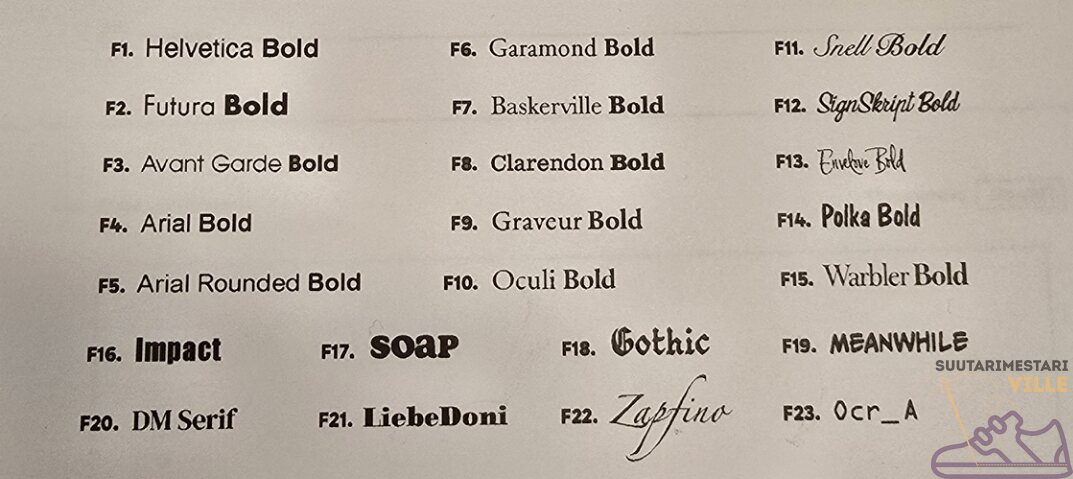 F1. Helvetica Bold F6. Garamond Bold F11. Snell Bold
F2. Futura Bold F7. Baskerville Bold F12. SignSkript Bold
F3. Avant Garde Bold F8. Clarendon Bold F13. Envelove Bold
F4. Arial Bold F9. Graveur Bold F14. Polka Bold
F5. Arial Rounded Bold F10. Oculi Bold F15. Warbler Bold
F16. Impact F17. SOAP F18. Gothic F19. MEANWHILE
F20. DM Serif F21. LiebeDoni F22. Zapfino F23. Ocr_A
SUUTARIMESTARI
VILLE